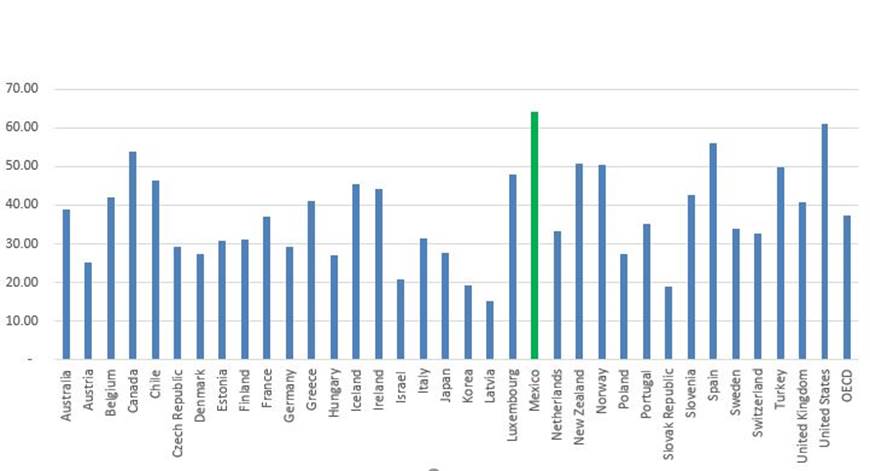 70.00
60.00
50.00
40.00
30.00
20.00
10.00
-
Australia
Austria
Belgium
Canada
Chile
Czech Republic
Denmark
Estonia
Finland
France
Germany
Greece
Hungary
Iceland
Ireland
Israel
Italy
Japan
Korea
Latvia
Luxembourg
Mexico
Netherlands
New Zealand
Norway
Poland
Portugal
Slovak Republic
Slovenia
Spain
Sweden
Switzerland
Turkey
United Kingdom
United States
OECD